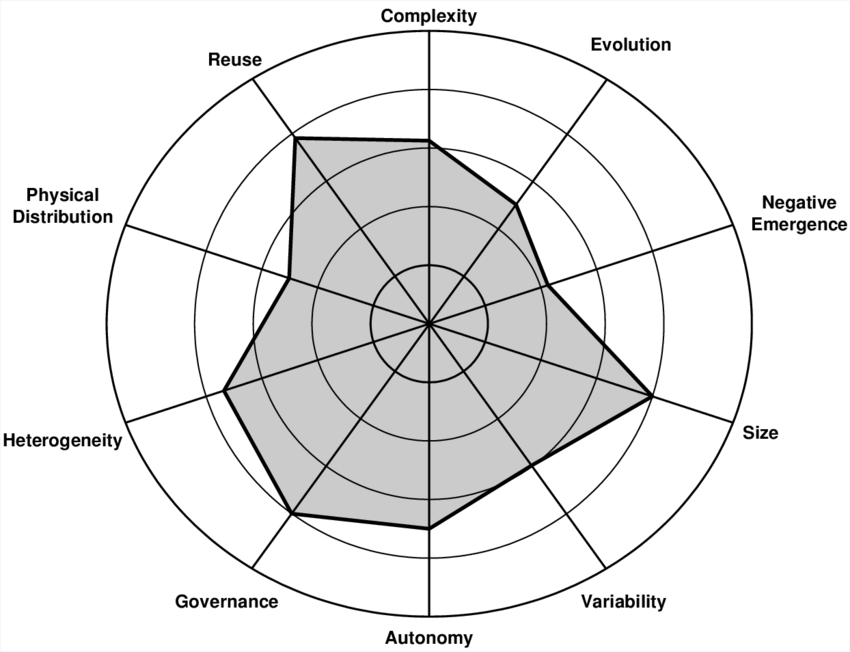 Complexity
Evolution
Reuse
Physical
Distribution
Negative
Emergence
Heterogeneity
Size
Governance
Variability
Autonomy